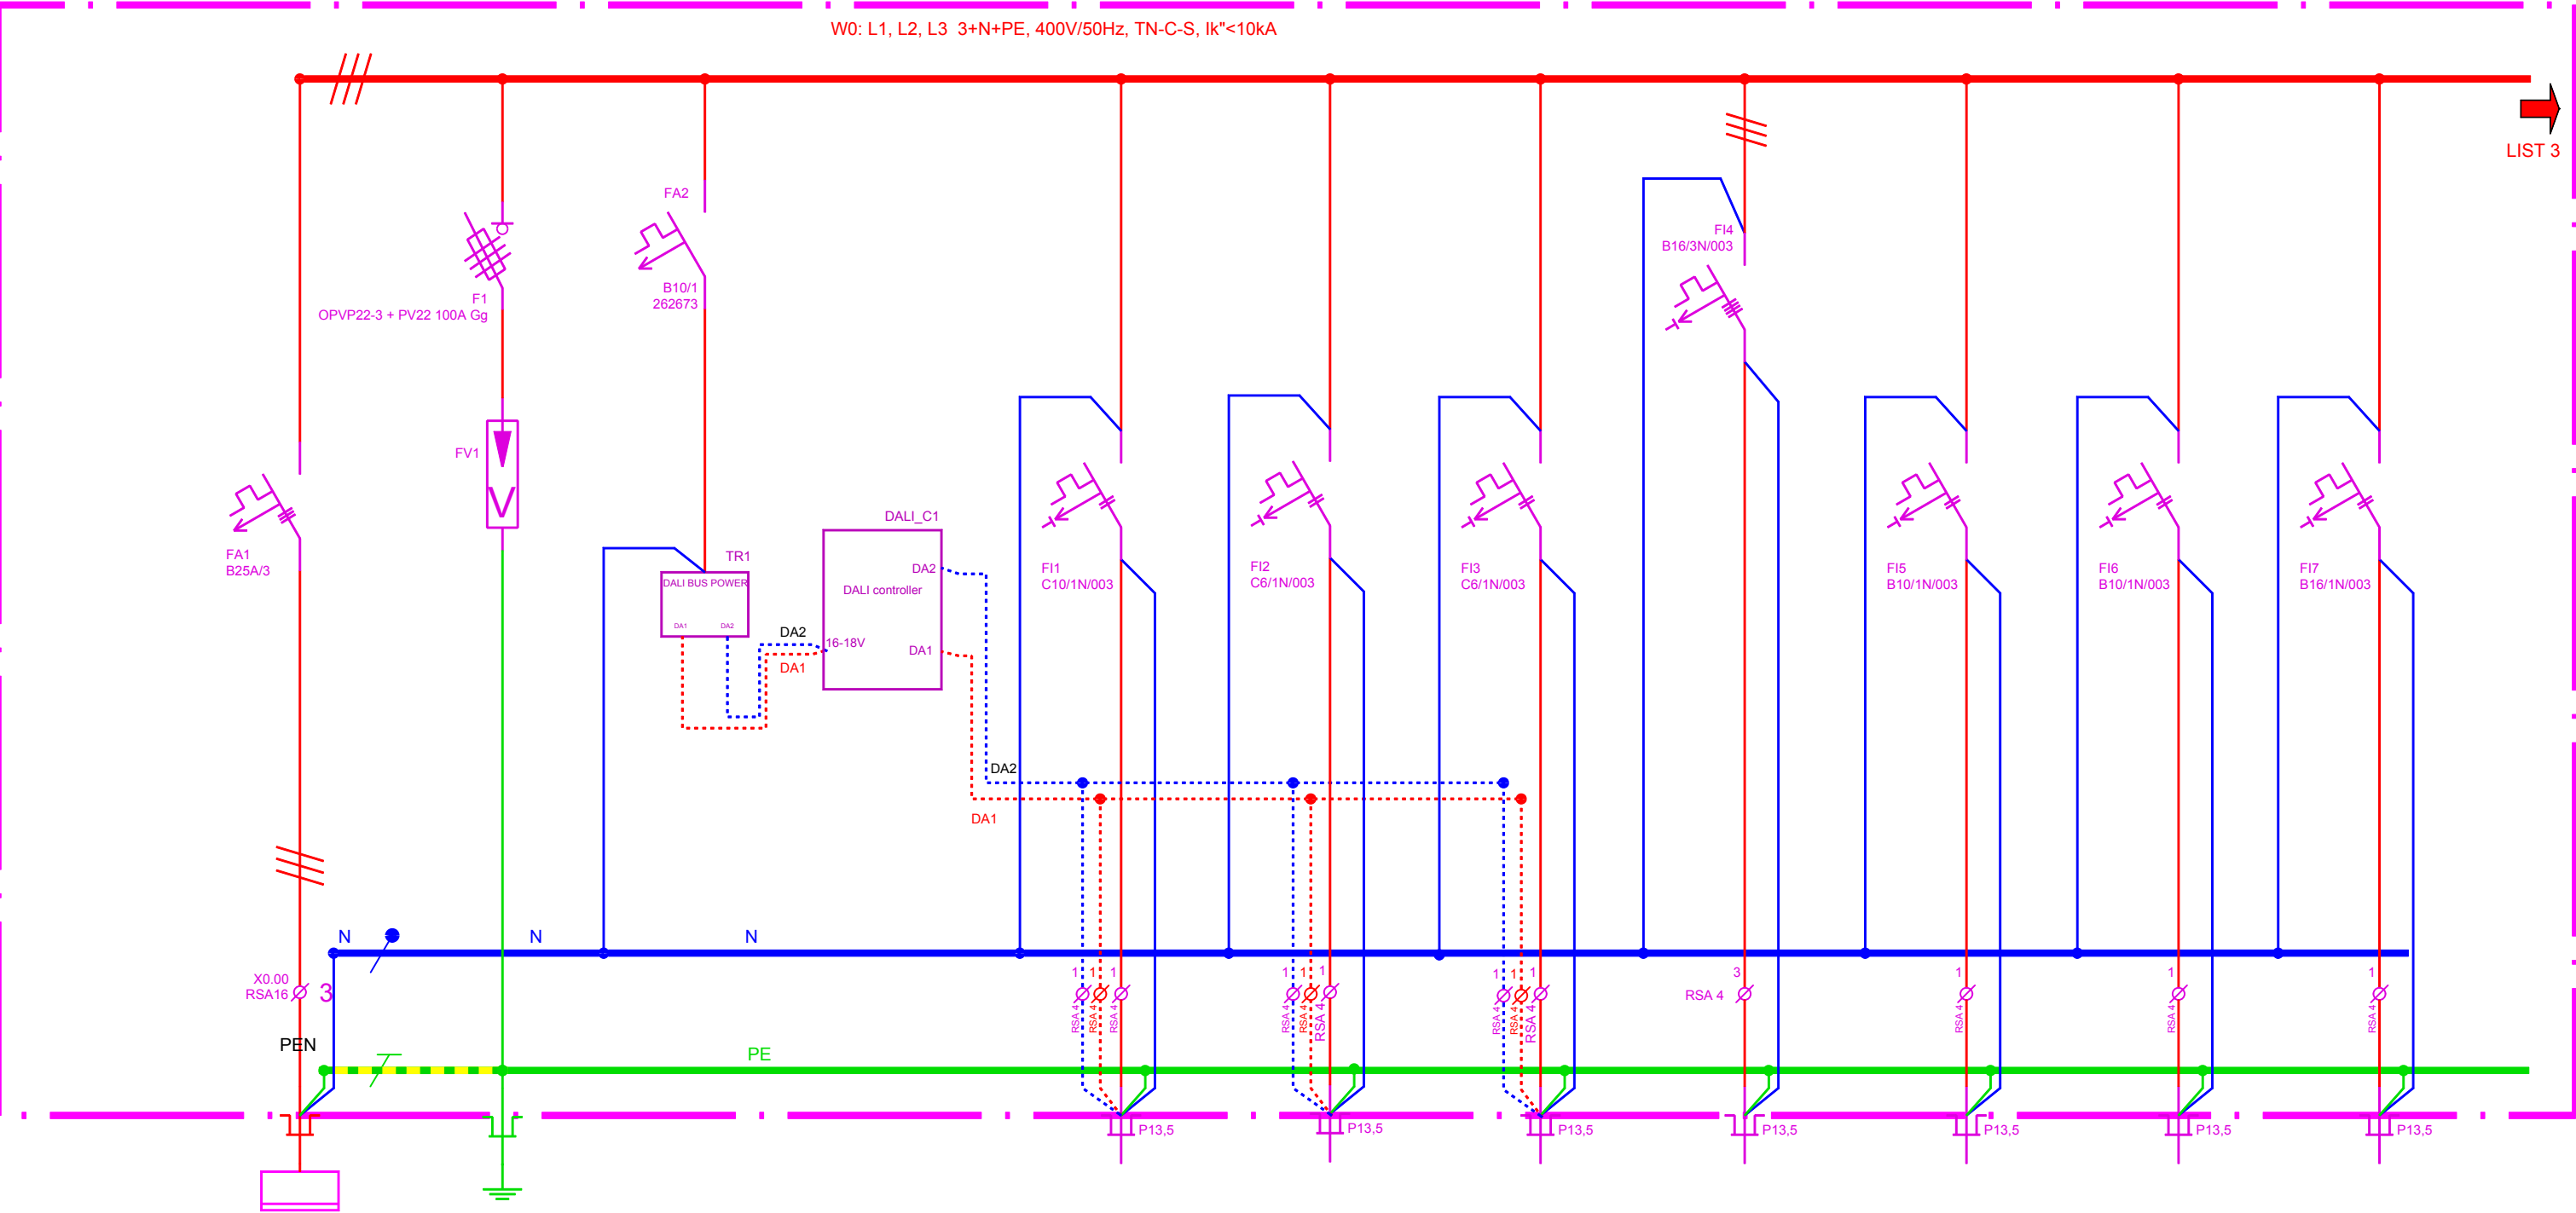 W0: L1, L2, L3  3+N+PE, 400V/50Hz, TN-C-S, Ik"<10kA
LIST 3
FA2
B10/1
262673
F1
OPVP22-3 + PV22 100A Gg
FI4
B16/3N/003
FV1
FA1
B25A/3
TR1
DALI BUS POWER
DA1
DA2
DALI_C1
DA2
DALI controller
16-18V
DA1
DA2
DA1
FI1
C10/1N/003
FI2
C6/1N/003
FI3
C6/1N/003
FI5
B10/1N/003
FI6
B10/1N/003
FI7
B16/1N/003
DA2
DA1
N
N
N
X0.00
RSA16
3
1
1
1
RSA 4
RSA 4
RSA 4
1
1
1
RSA 4
RSA 4
RSA 4
1
1
1
RSA 4
RSA 4
RSA 4
3
RSA 4
1
RSA 4
1
RSA 4
1
RSA 4
PEN
PE
P13,5
P13,5
P13,5
P13,5
P13,5
P13,5
P13,5